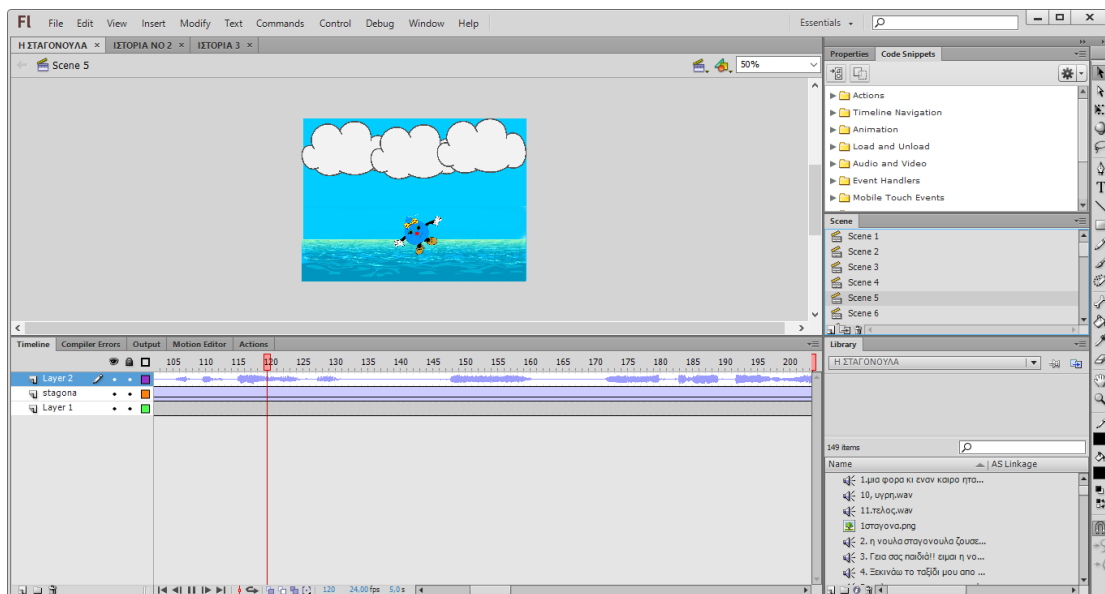 Fl File Edit View Insert Modify Text Commands Control Debug Window Help Essentials
Η ΣΤΑΓΟΝΟΥΛΑ × ΙΣΤΟΡΙΑ ΝΟ 2 × ΙΣΤΟΡΙΑ 3 ×
Scene 5 50%
Properties Code Snippets
Actions
Timeline Navigation
Animation
Load and Unload
Audio and Video
Event Handlers
Mobile Touch Events
Scene
Scene 1
Scene 2
Scene 3
Scene 4
Scene 5
Scene 6
Timeline Compiler Errors Output Motion Editor Actions
105 110 115 120 125 130 135 140 145 150 155 160 165 170 175 180 185 190 195 200
Layer 2
stagona
Layer 1
120 24,00 fps 5,0 s
Library
Η ΣΤΑΓΟΝΟΥΛΑ
149 items
Name AS Linkage
1.μια φορα κι εναν καιρο ητα...
10, υγρη.wav
11.τελος.wav
1σταγονα.png
2. η νουλα σταγονουλα ζουσε...
3. Γεια σας παιδιά!! ειμαι η νο...
4. Ξεκινάω το ταξίδι μου απο ...